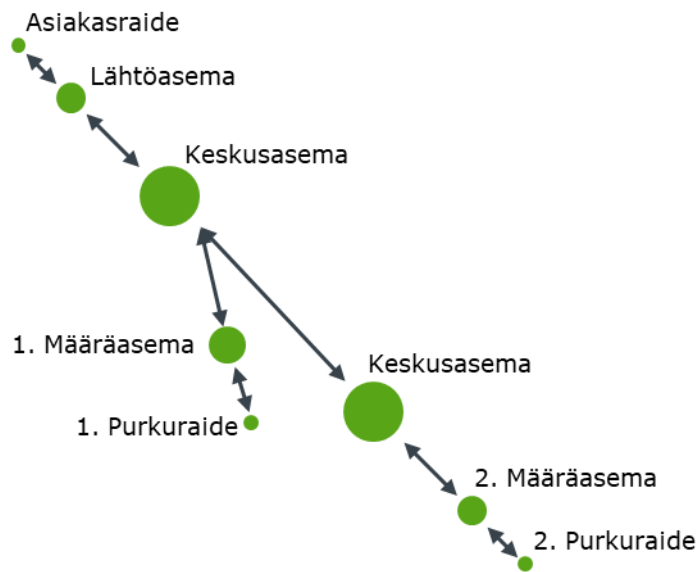 Asiakasraide
Lähtöasema
Keskusasema
1. Määräasema
Keskusasema
1. Purkuraide
2. Määräasema
2. Purkuraide